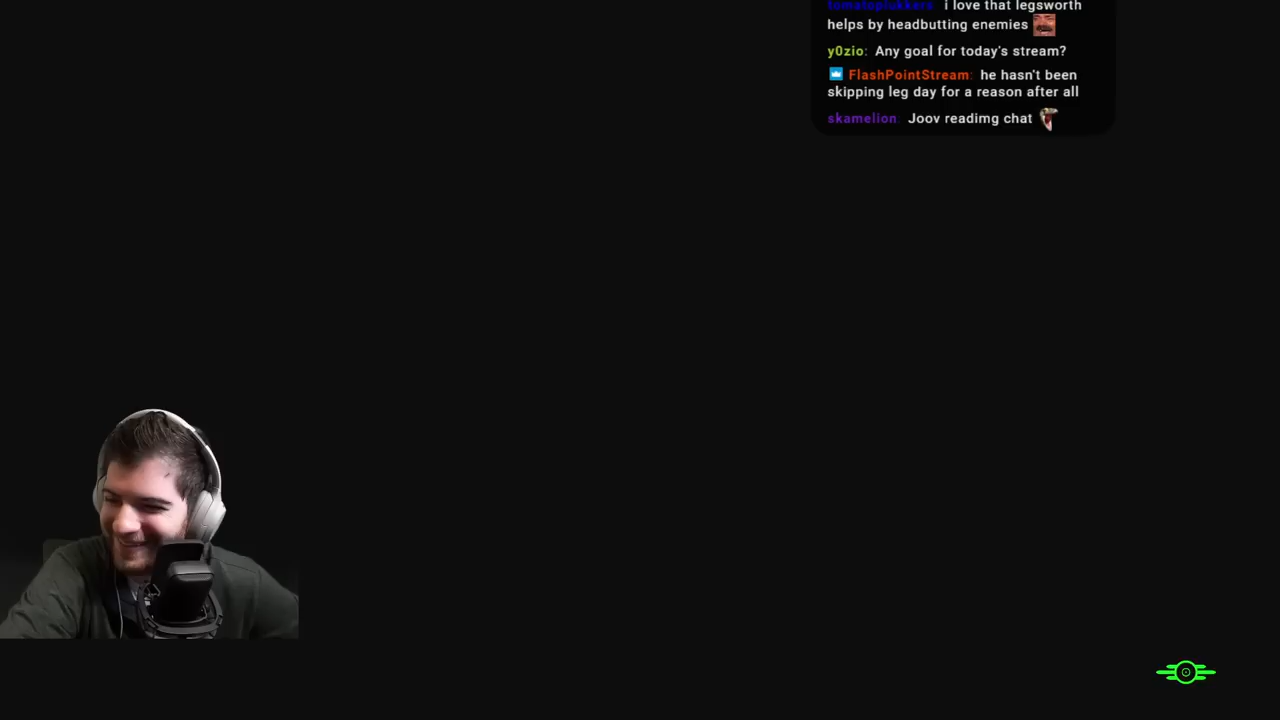 tomatoplukkers i love that legsworth
helps by headbutting enemies
y0zio: Any goal for today's stream?
FlashPointStream: he hasn't been
skipping leg day for a reason after all
skamelion: Joov readimg chat